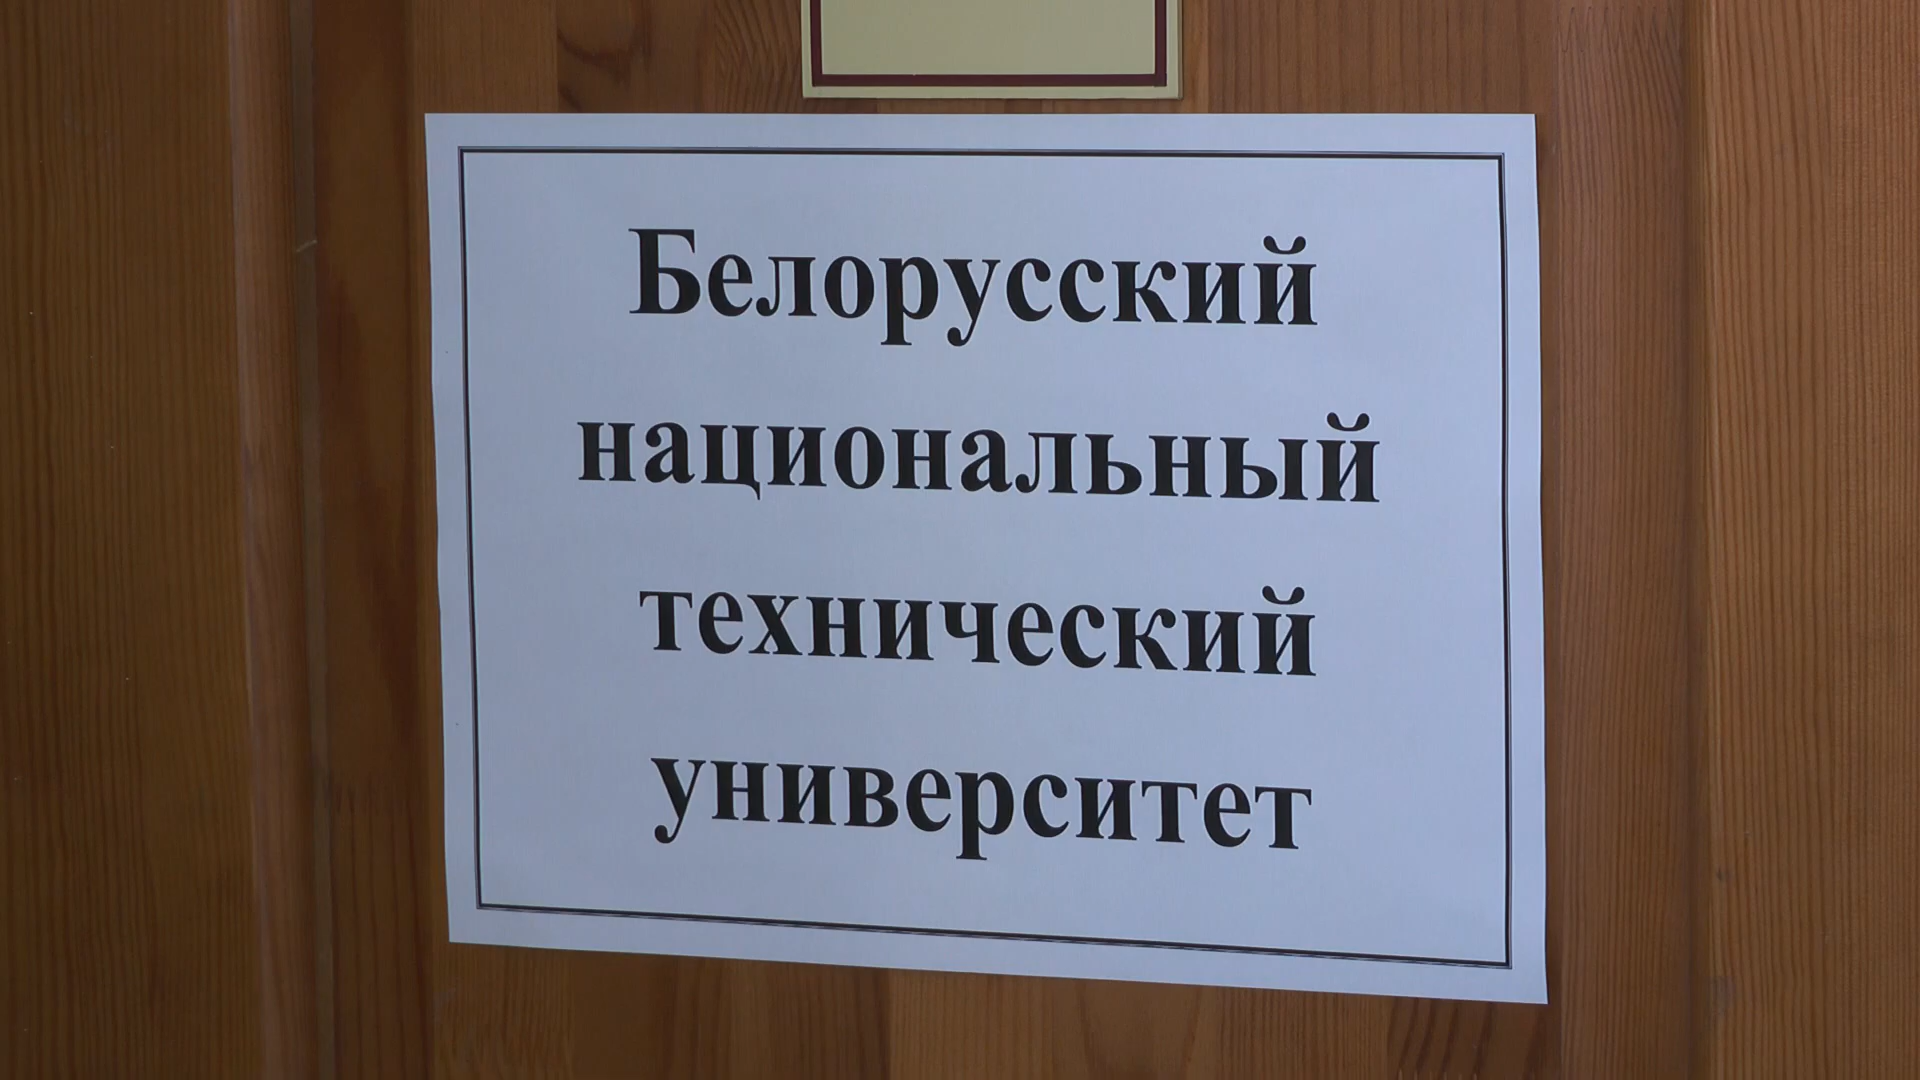 Белорусский
национальный
технический
университет